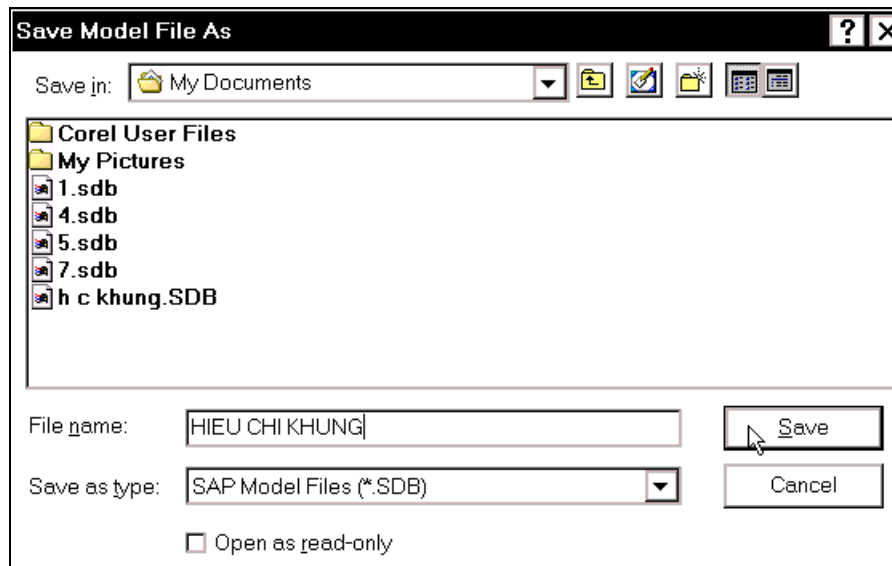 Save Model File As
Save in: My Documents
Corel User Files
My Pictures
1.sdb
4.sdb
5.sdb
7.sdb
h c khung.SDB
File name: HIEU CHI KHUNG Save
Save as type: SAP Model Files (*.SDB) Cancel
Open as read-only